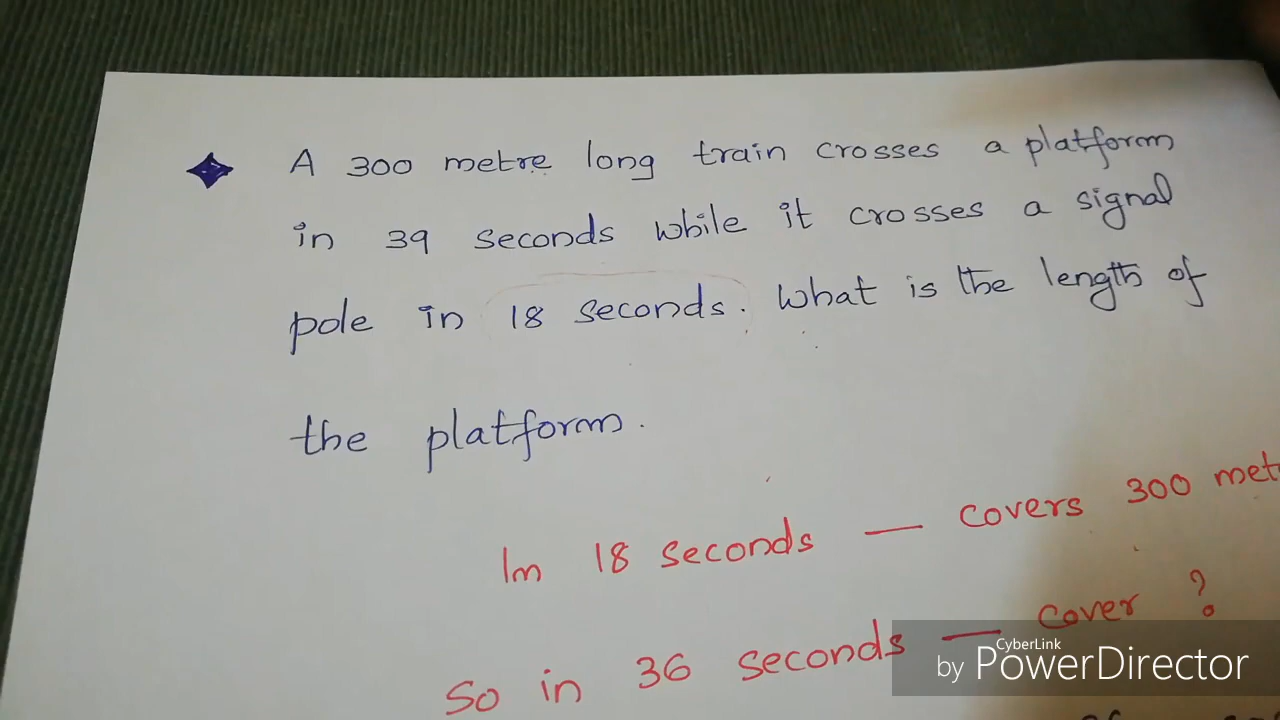 A 300 metre long train crosses a platform
in 39 seconds while it crosses a signal
pole in 18 seconds. What is the length of
the platform.
In 18 seconds — covers 300 met
So in 36 seconds — cover ?
CyberLink
by PowerDirector